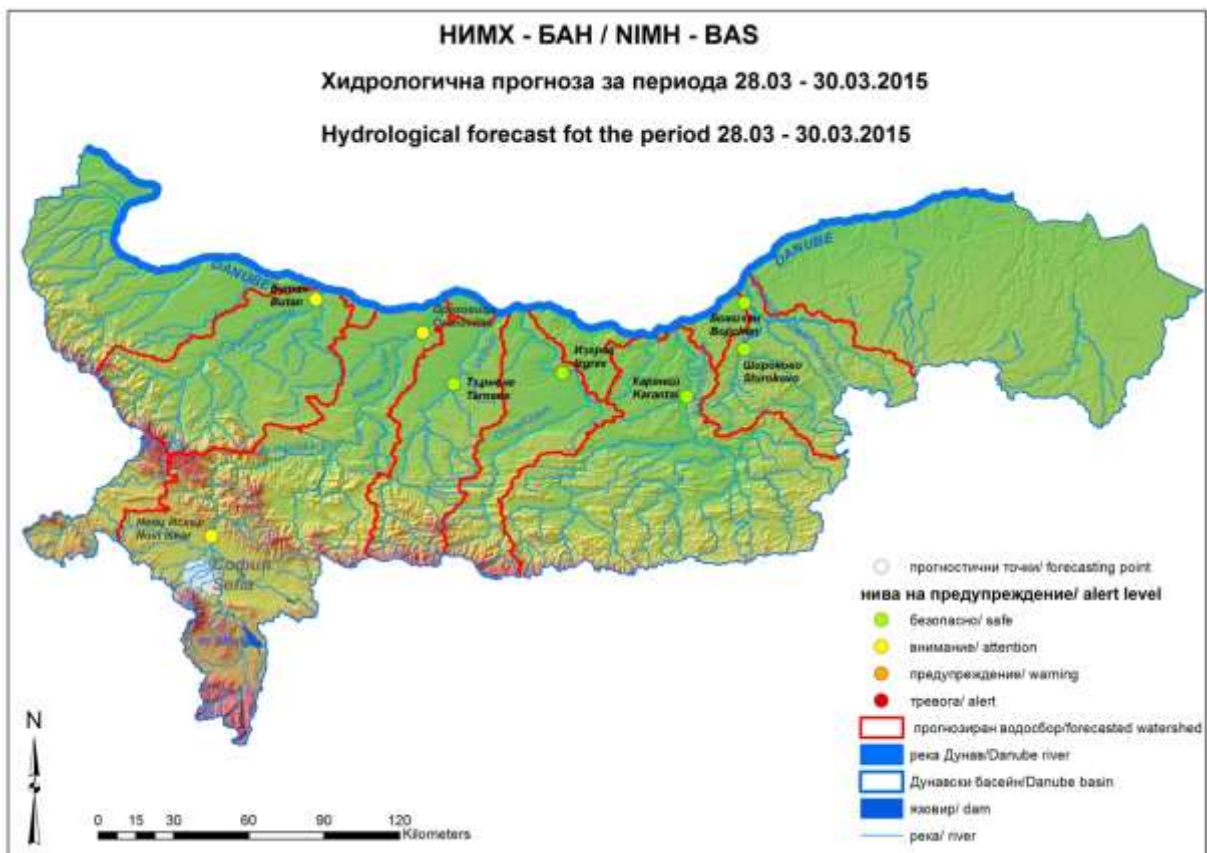 НИМХ - БАН / NIMH - BAS
Хидрологична прогноза за периода 28.03 - 30.03.2015
Hydrological forecast fot the period 28.03 - 30.03.2015
DANUBE
DANUBE
Бутан
Butan
Изгрев
Izgrev
Търнене
Tarnene
Каранци
Karantsi
Широково
Shirokovo
Нови Искър
Novi Iskar
София
Sofia
прогностични точки/ forecasting point
нива на предупреждение/ alert level
безопасно/ safe
внимание/ attention
предупреждение/ warning
тревога/ alert
прогнозиран водосбор/forecasted watershed
река Дунав/Danube river
Дунавски басейн/Danube basin
язовир/ dam
река/ river
N
0 15 30 60 90 120
Kilometers